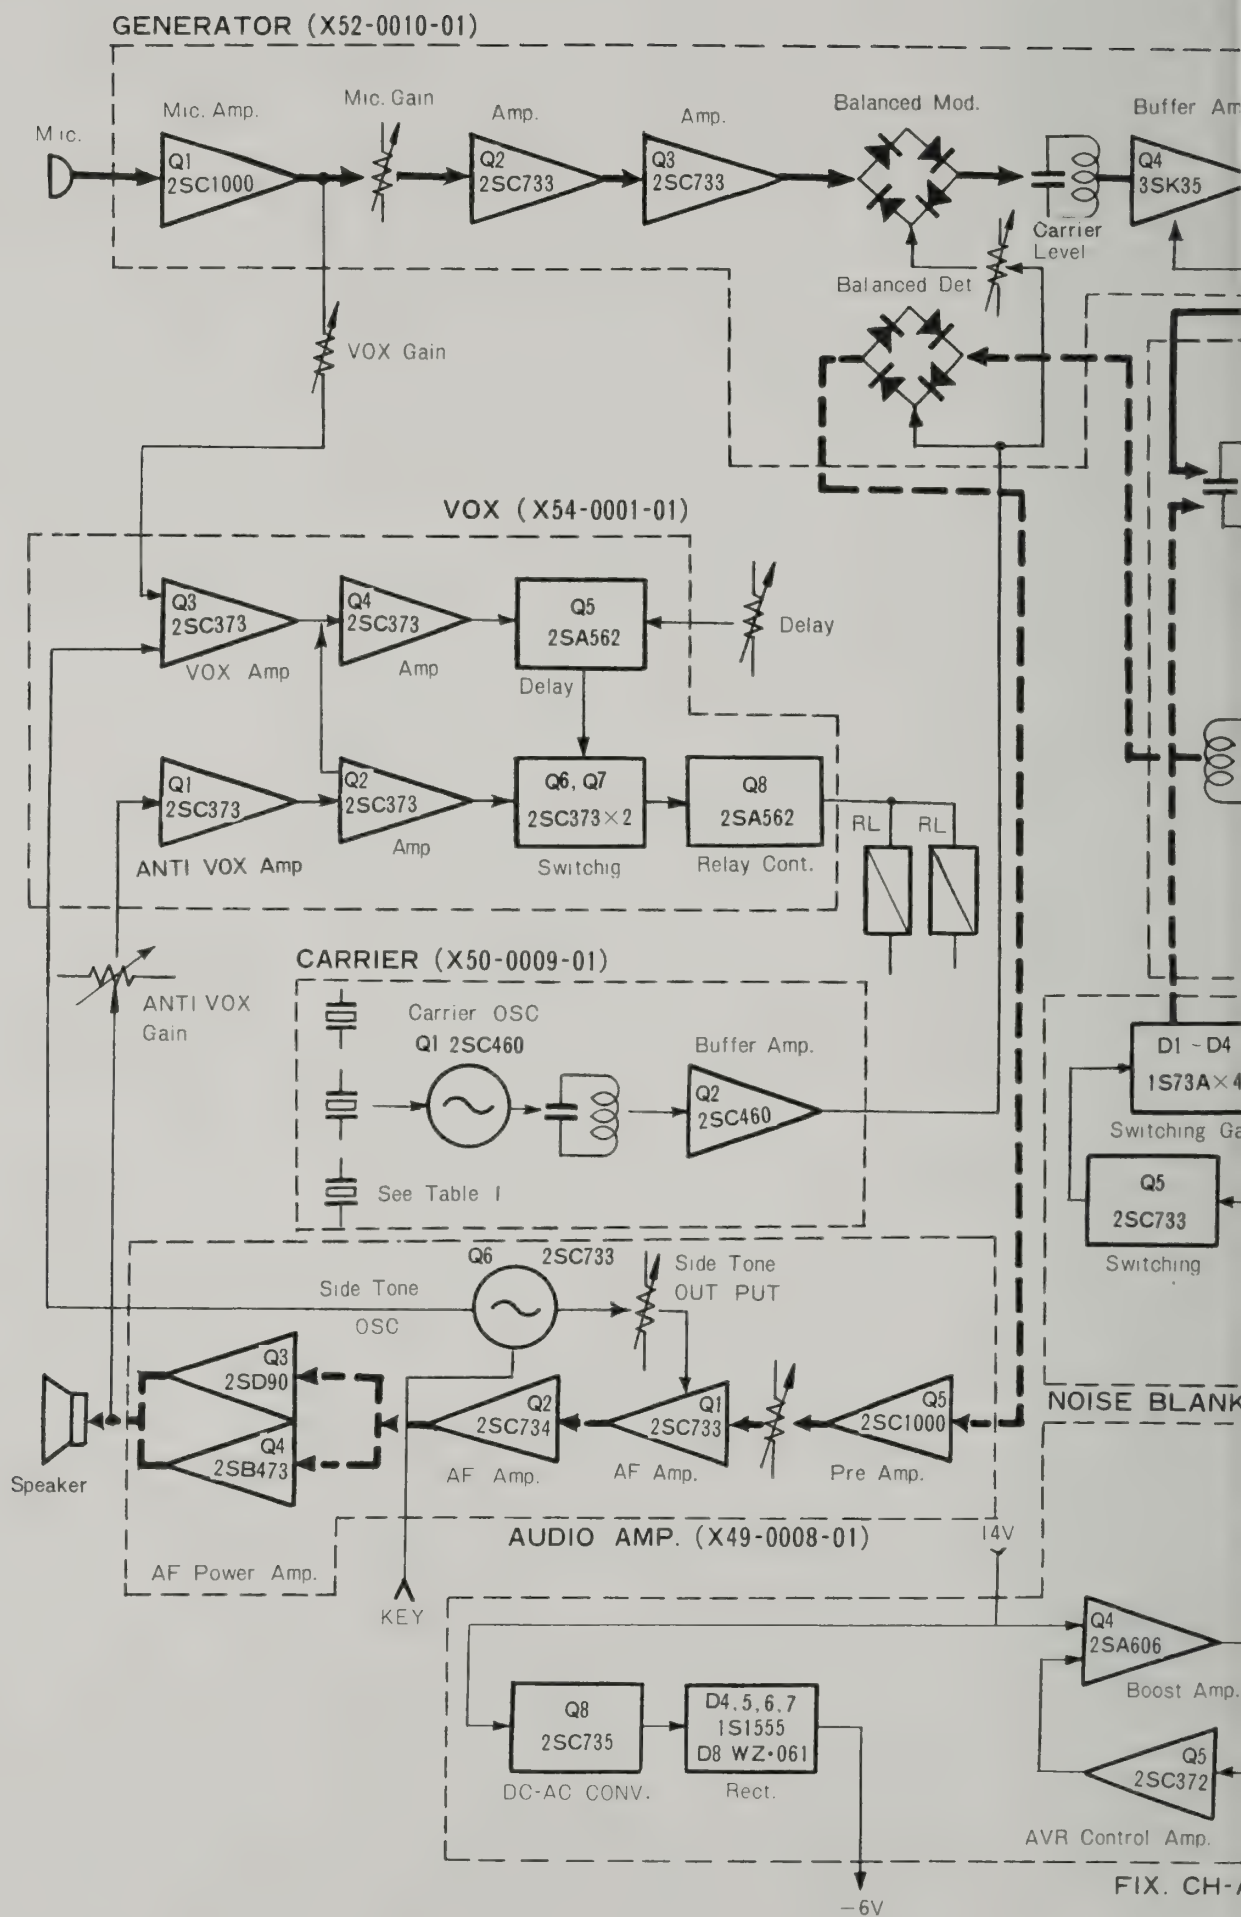 GENERATOR (X52-0010-01)
Mic.
Mic. Amp.
Q1
2SC1000
Mic. Gain
Amp.
Q2
2SC733
Amp.
Q3
2SC733
Balanced Mod.
Buffer Am
Q4
3SK35
Carrier
Level
Balanced Det
VOX Gain
VOX (X54-0001-01)
Q3
2SC373
VOX Amp
Q4
2SC373
Amp
Q5
2SA562
Delay
Delay
Q1
2SC373
ANTI VOX Amp
Q2
2SC373
Amp
Q6, Q7
2SC373×2
Switchig
Q8
2SA562
Relay Cont.
RL
RL
ANTI VOX
Gain
CARRIER (X50-0009-01)
Carrier OSC
Q1 2SC460
Buffer Amp.
Q2
2SC460
See Table 1
D1 - D4
1S73A×4
Switching Ga
Q5
2SC733
Switching
NOISE BLANK
Q6 2SC733
Side Tone
OSC
Side Tone
OUT PUT
Q3
2SD90
Q4
2SB473
Q2
2SC734
AF Amp.
Q1
2SC733
AF Amp.
Q5
2SC1000
Pre Amp.
Speaker
AF Power Amp.
AUDIO AMP. (X49-0008-01)
14V
KEY
Q4
2SA606
Boost Amp.
Q8
2SC735
DC-AC CONV.
D4,5,6,7
1S1555
D8 WZ·061
Rect.
Q5
2SC372
AVR Control Amp.
FIX. CH-A
-6V